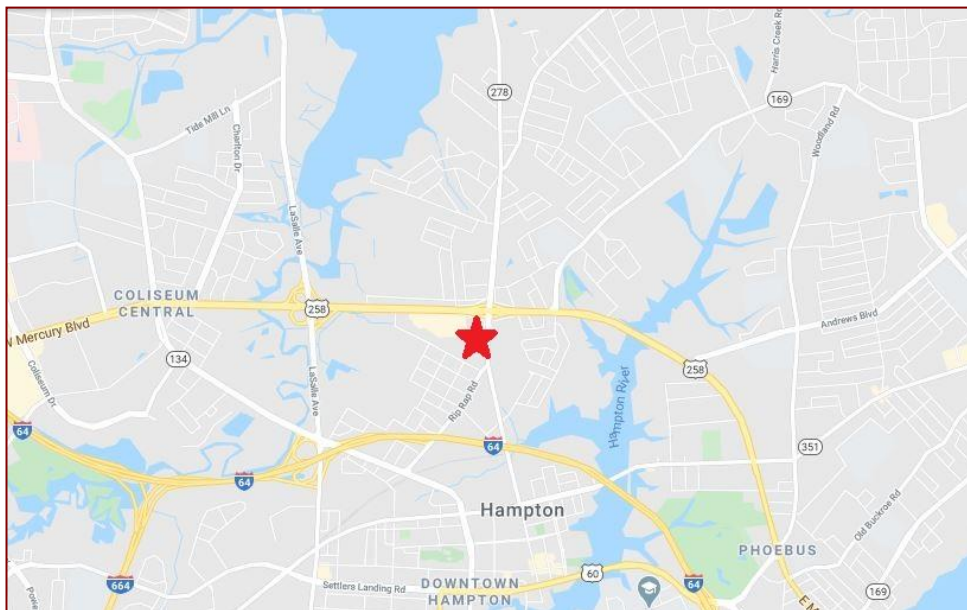 278
169
Harris Creek Rd
Woodland Rd
Tide Mill Ln
Charlton Dr
LaSalle Ave
COLISEUM
CENTRAL
258
W Mercury Blvd
134
Coliseum Dr
LaSalle Ave
Rip Rap Rd
Hampton River
Andrews Blvd
258
64
64
64
351
Hampton
Old Buckroe Rd
PHOEBUS
664
Settlers Landing Rd
DOWNTOWN
HAMPTON
60
64
169